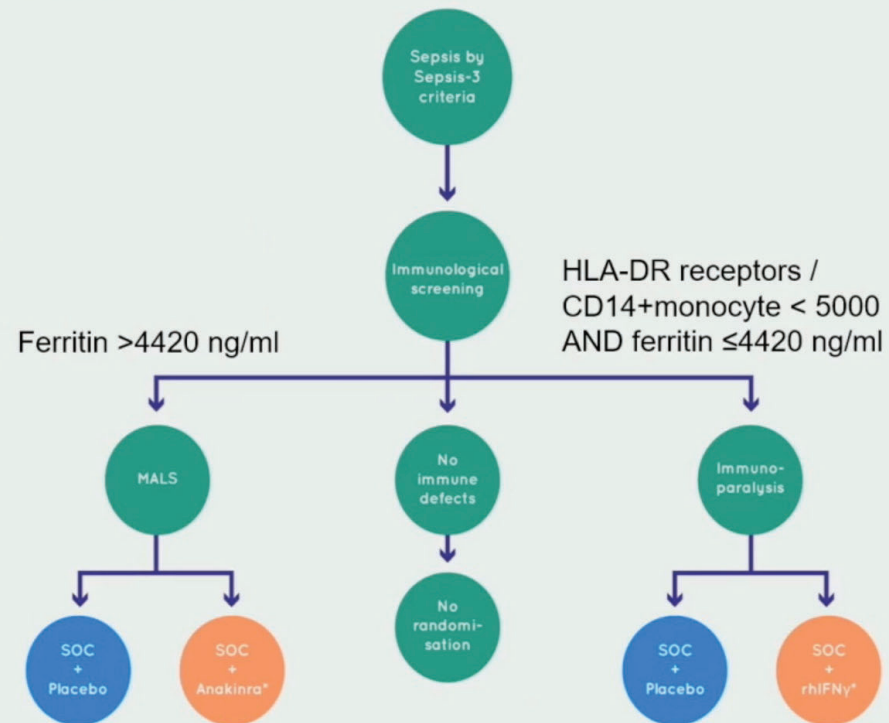 Sepsis by
Sepsis-3
criteria
Immunological
screening
HLA-DR receptors /
CD14+monocyte < 5000
AND ferritin ≤4420 ng/ml
Ferritin >4420 ng/ml
MALS
No
immune
defects
Immuno-
paralysis
SOC
+
Placebo
SOC
+
Anakinra*
No
randomi-
sation
SOC
+
Placebo
SOC
+
rhIFNγ*